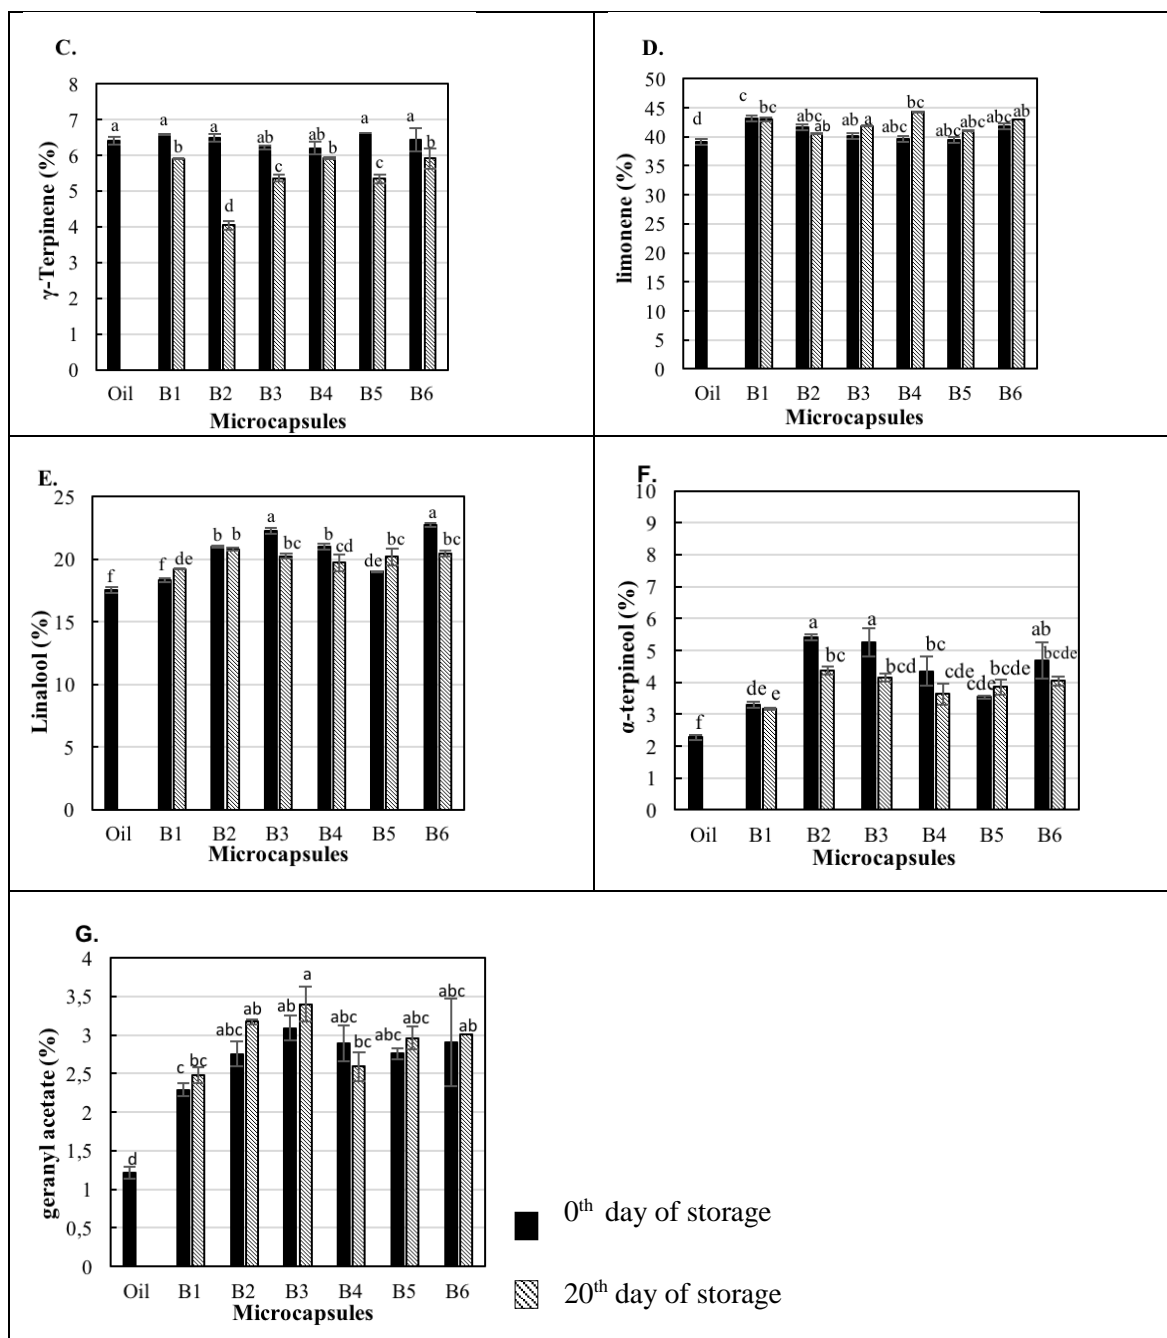 C.
γ-Terpinene (%)
8
7
6
5
4
3
2
1
0
a a b a d ab c ab b a c a b
Oil B1 B2 B3 B4 B5 B6
Microcapsules
D.
limonene (%)
50
45
40
35
30
25
20
15
10
5
0
d c bc abc ab ab a abc bc abc abc abc ab
Oil B1 B2 B3 B4 B5 B6
Microcapsules
E.
Linalool (%)
25
20
15
10
5
0
f f de b b a bc b cd de bc a bc
Oil B1 B2 B3 B4 B5 B6
Microcapsules
F.
α-terpineol (%)
10
9
8
7
6
5
4
3
2
1
0
f de e a bc a bcd bc cde cde bcde ab bcde
Oil B1 B2 B3 B4 B5 B6
Microcapsules
G.
geranyl acetate (%)
4
3,5
3
2,5
2
1,5
1
0,5
0
d c bc abc ab ab a abc bc abc abc abc ab
Oil B1 B2 B3 B4 B5 B6
Microcapsules
0th day of storage
20th day of storage